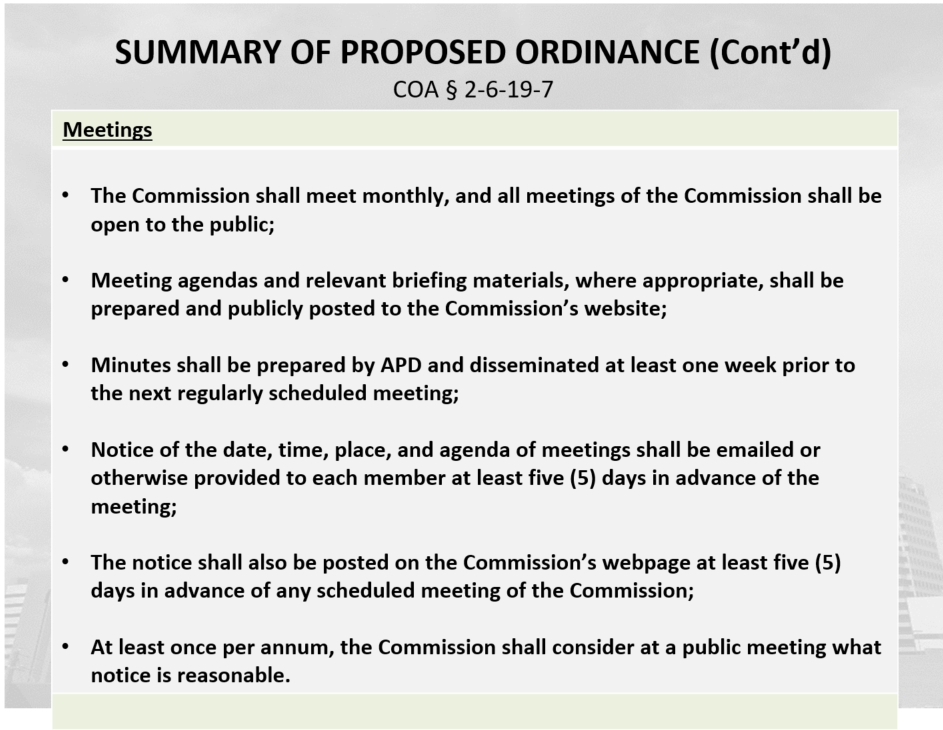 SUMMARY OF PROPOSED ORDINANCE (Cont’d)
COA § 2-6-19-7
Meetings
• The Commission shall meet monthly, and all meetings of the Commission shall be
open to the public;
• Meeting agendas and relevant briefing materials, where appropriate, shall be
prepared and publicly posted to the Commission’s website;
• Minutes shall be prepared by APD and disseminated at least one week prior to
the next regularly scheduled meeting;
• Notice of the date, time, place, and agenda of meetings shall be emailed or
otherwise provided to each member at least five (5) days in advance of the
meeting;
• The notice shall also be posted on the Commission’s webpage at least five (5)
days in advance of any scheduled meeting of the Commission;
• At least once per annum, the Commission shall consider at a public meeting what
notice is reasonable.